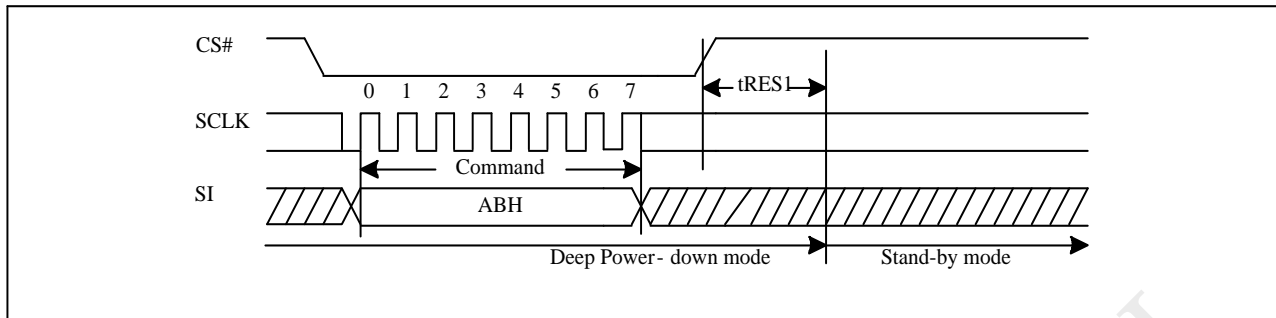 CS#
0 1 2 3 4 5 6 7
tRES1
SCLK
Command
SI
ABH
Deep Power- down mode
Stand-by mode